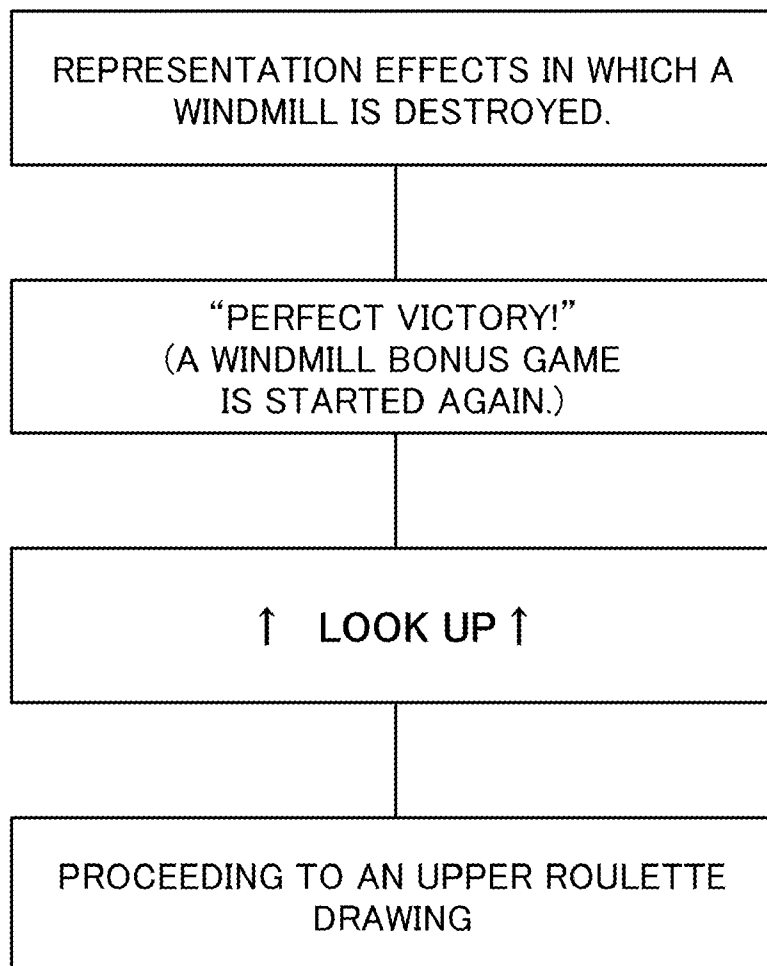 REPRESENTATION EFFECTS IN WHICH A
WINDMILL IS DESTROYED.
“PERFECT VICTORY!”
(A WINDMILL BONUS GAME
IS STARTED AGAIN.)
↑ LOOK UP ↑
PROCEEDING TO AN UPPER ROULETTE
DRAWING